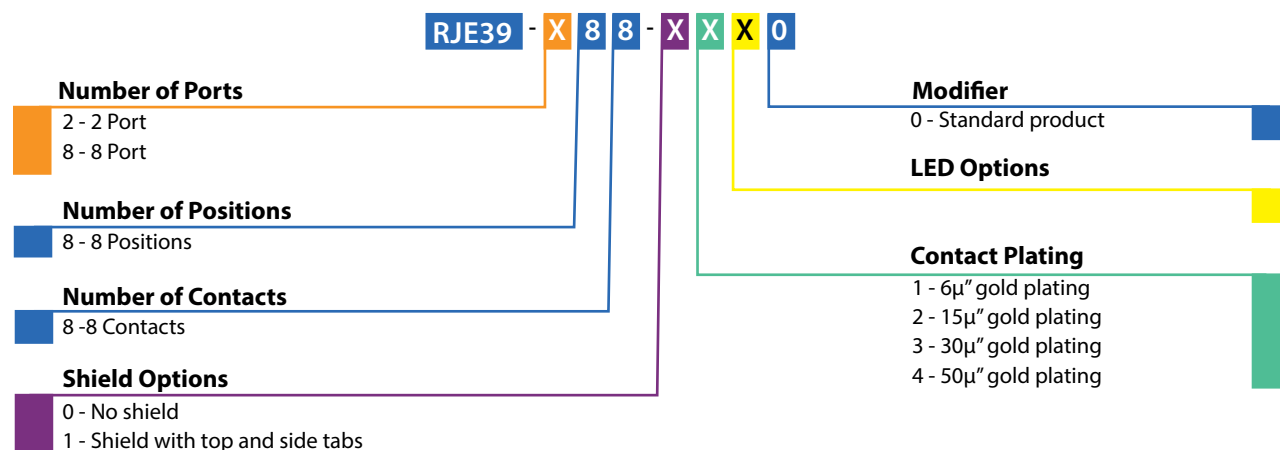 RJE39 - X 8 8 - X X X 0
Number of Ports
2 - 2 Port
8 - 8 Port
Number of Positions
8 - 8 Positions
Number of Contacts
8 -8 Contacts
Shield Options
0 - No shield
1 - Shield with top and side tabs
Modifier
0 - Standard product
LED Options
Contact Plating
1 - 6µ” gold plating
2 - 15µ” gold plating
3 - 30µ” gold plating
4 - 50µ” gold plating